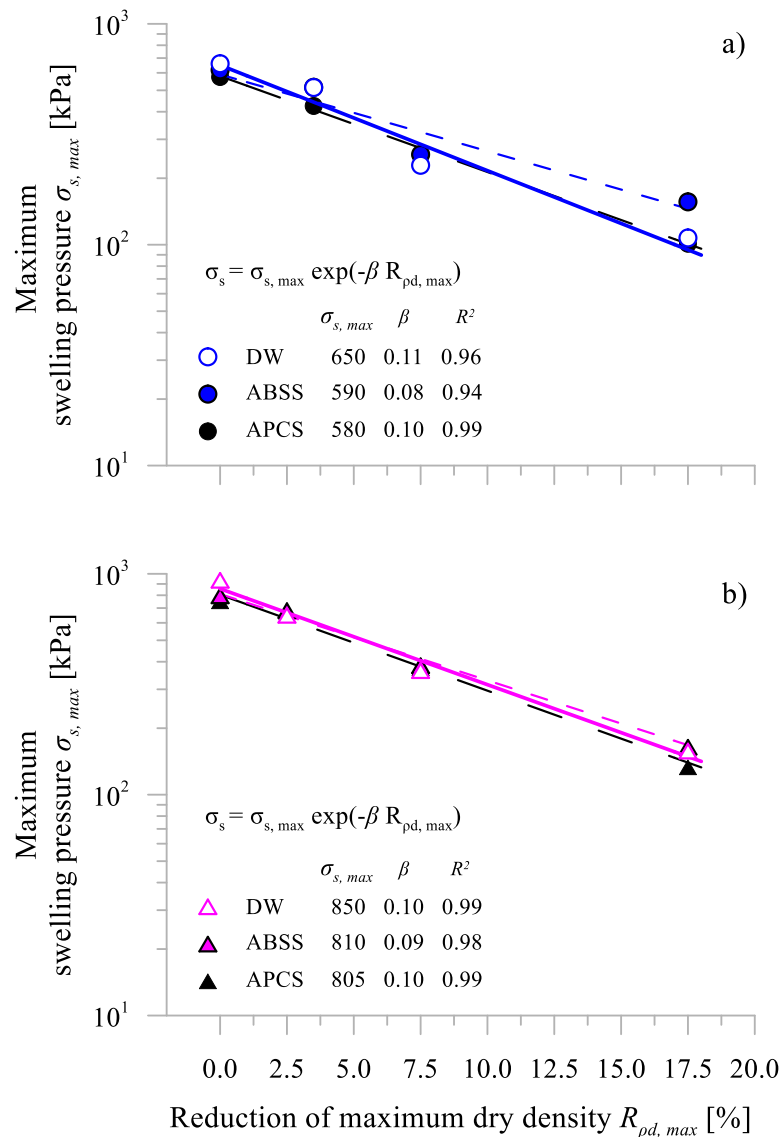 10³
a)
10²
10¹
Maximum
swelling pressure σs, max [kPa]
σs = σs, max exp(-β Rρd, max)
σs, max β R²
DW 650 0.11 0.96
ABSS 590 0.08 0.94
APCS 580 0.10 0.99
10³
b)
10²
10¹
Maximum
swelling pressure σs, max [kPa]
σs = σs, max exp(-β Rρd, max)
σs, max β R²
DW 850 0.10 0.99
ABSS 810 0.09 0.98
APCS 805 0.10 0.99
0.0 2.5 5.0 7.5 10.0 12.5 15.0 17.5 20.0
Reduction of maximum dry density Rρd, max [%]